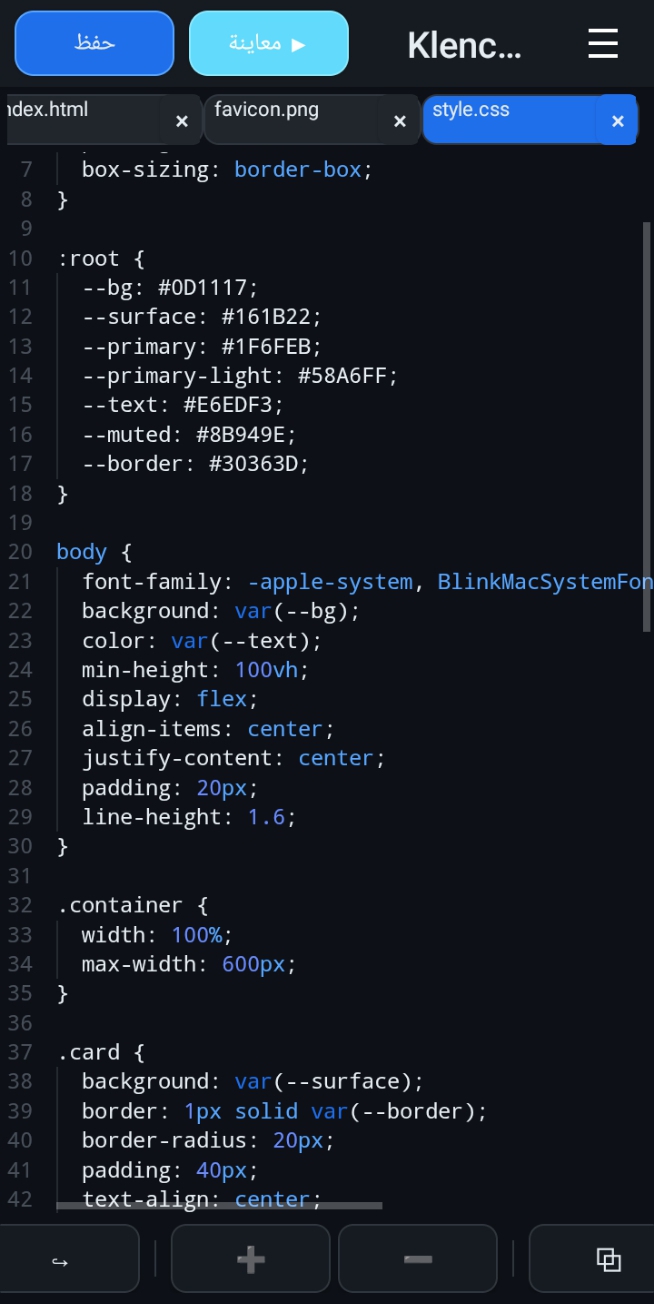 حفظ
معاينة ▶
Klenc...
☰
ndex.html ×
favicon.png ×
style.css ×
7 box-sizing: border-box;
8 }
9
10 :root {
11 --bg: #0D1117;
12 --surface: #161B22;
13 --primary: #1F6FEB;
14 --primary-light: #58A6FF;
15 --text: #E6EDF3;
16 --muted: #8B949E;
17 --border: #30363D;
18 }
19
20 body {
21 font-family: -apple-system, BlinkMacSystemFon
22 background: var(--bg);
23 color: var(--text);
24 min-height: 100vh;
25 display: flex;
26 align-items: center;
27 justify-content: center;
28 padding: 20px;
29 line-height: 1.6;
30 }
31
32 .container {
33 width: 100%;
34 max-width: 600px;
35 }
36
37 .card {
38 background: var(--surface);
39 border: 1px solid var(--border);
40 border-radius: 20px;
41 padding: 40px;
42 text-align: center;